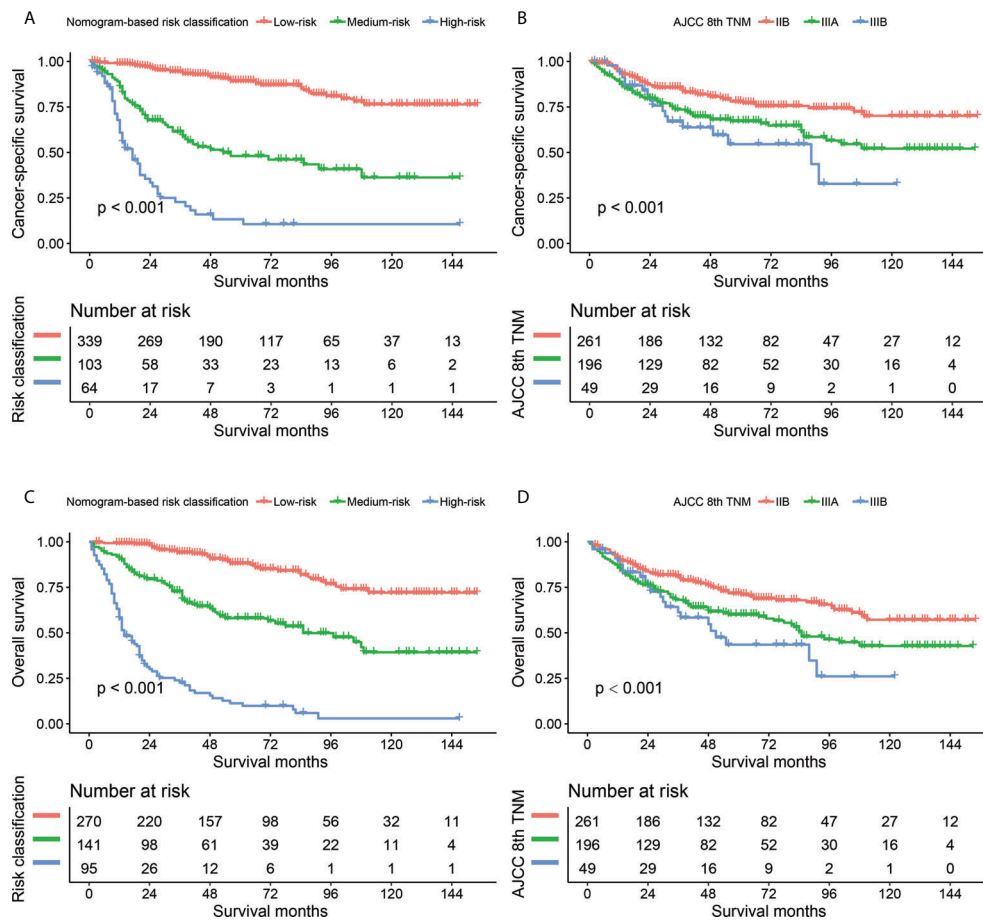 A
Nomogram-based risk classification Low-risk Medium-risk High-risk
Cancer-specific survival
1.00
0.75
0.50
0.25
0.00
p < 0.001
0 24 48 72 96 120 144
Survival months
Number at risk
Risk classification
339 269 190 117 65 37 13
103 58 33 23 13 6 2
64 17 7 3 1 1 1
0 24 48 72 96 120 144
Survival months
B
AJCC 8th TNM IIB IIIA IIIB
Cancer-specific survival
1.00
0.75
0.50
0.25
0.00
p < 0.001
0 24 48 72 96 120 144
Survival months
Number at risk
AJCC 8th TNM
261 186 132 82 47 27 12
196 129 82 52 30 16 4
49 29 16 9 2 1 0
0 24 48 72 96 120 144
Survival months
C
Nomogram-based risk classification Low-risk Medium-risk High-risk
Overall survival
1.00
0.75
0.50
0.25
0.00
p < 0.001
0 24 48 72 96 120 144
Survival months
Number at risk
Risk classification
270 220 157 98 56 32 11
141 98 61 39 22 11 4
95 26 12 6 1 1 1
0 24 48 72 96 120 144
Survival months
D
AJCC 8th TNM IIB IIIA IIIB
Overall survival
1.00
0.75
0.50
0.25
0.00
p < 0.001
0 24 48 72 96 120 144
Survival months
Number at risk
AJCC 8th TNM
261 186 132 82 47 27 12
196 129 82 52 30 16 4
49 29 16 9 2 1 0
0 24 48 72 96 120 144
Survival months